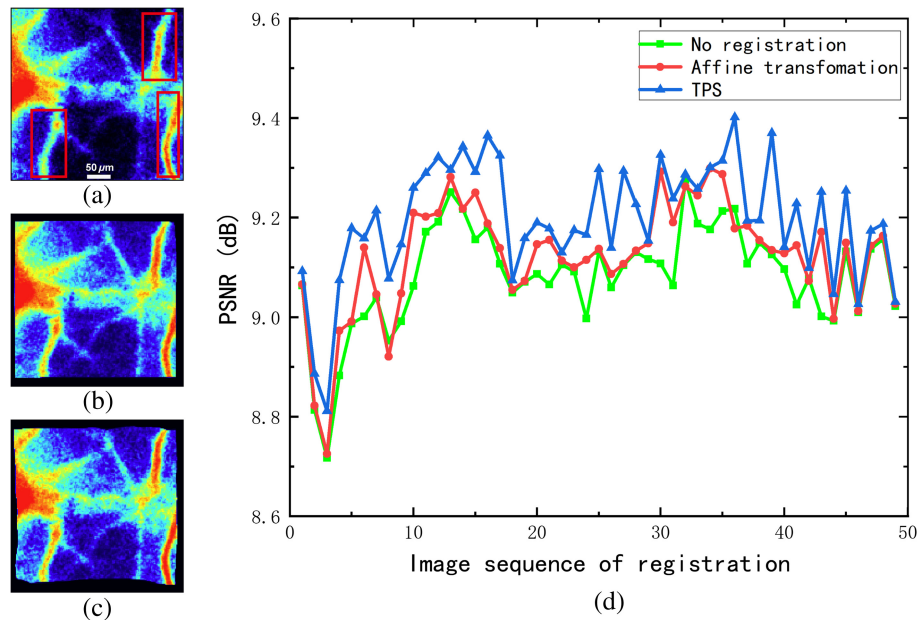 50 μm
(a)
(b)
(c)
9.6
9.4
9.2
9.0
8.8
8.6
PSNR (dB)
No registration
Affine transfomation
TPS
0
10
20
30
40
50
Image sequence of registration
(d)